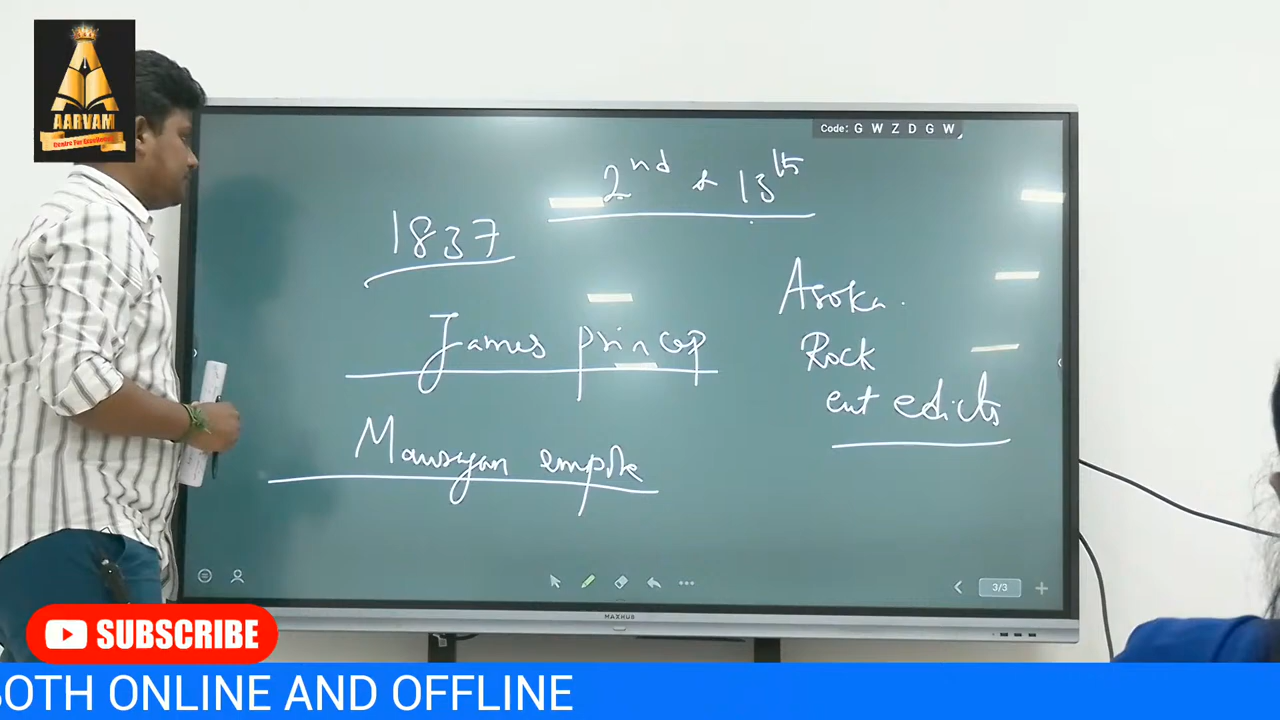 AARVAM
Centre For Excellence
Code: G W Z D G W
2nd & 13th
1837
James princep
Mauryan empire
Asoka.
Rock
cut edicts
3/3
MAXHUB
SUBSCRIBE
BOTH ONLINE AND OFFLINE